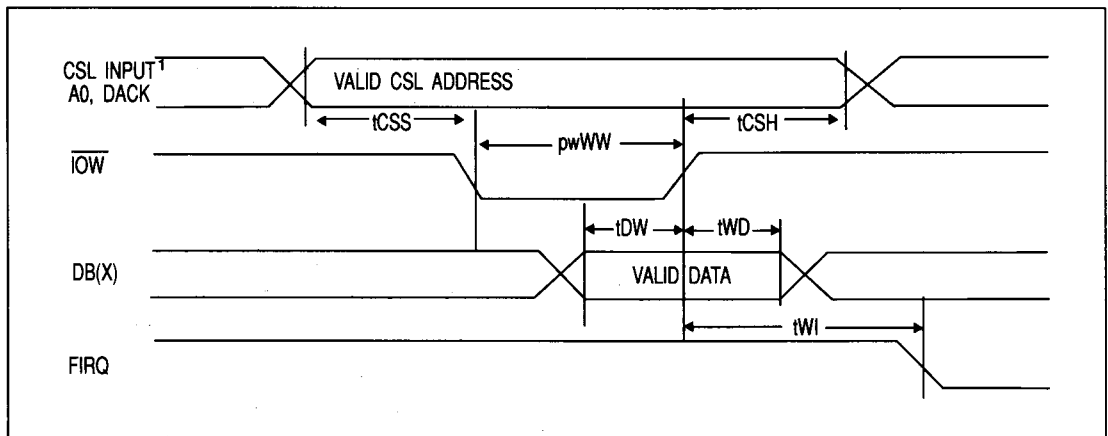 CSL INPUT1
A0, DACK
VALID CSL ADDRESS
tCSS
tCSH
pwWW
IOW
tDW
tWD
DB(X)
VALID DATA
tWI
FIRQ